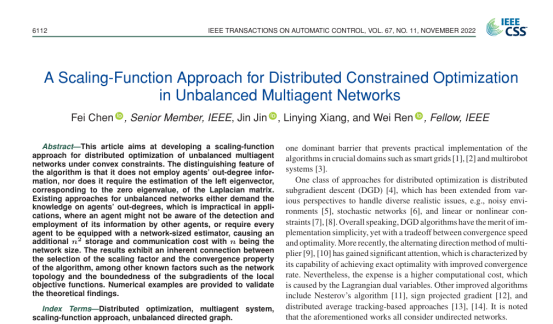 6112
IEEE TRANSACTIONS ON AUTOMATIC CONTROL, VOL. 67, NO. 11, NOVEMBER 2022
IEEE
CSS
A Scaling-Function Approach for Distributed Constrained Optimization
in Unbalanced Multiagent Networks
Fei Chen, Senior Member, IEEE, Jin Jin, Linying Xiang, and Wei Ren, Fellow, IEEE
Abstract—This article aims at developing a scaling-function
approach for distributed optimization of unbalanced multiagent
networks under convex constraints. The distinguishing feature of
the algorithm is that it does not employ agents' out-degree infor-
mation, nor does it require the estimation of the left eigenvector,
corresponding to the zero eigenvalue, of the Laplacian matrix.
Existing approaches for unbalanced networks either demand the
knowledge on agents' out-degrees, which is impractical in applica-
tions, where an agent might not be aware of the detection and
employment of its information by other agents, or require every
agent to be equipped with a network-sized estimator, causing an
additional n² storage and communication cost with n being the
network size. The results exhibit an inherent connection between
the selection of the scaling factor and the convergence property
of the algorithm, among other known factors such as the network
topology and the boundedness of the subgradients of the local
objective functions. Numerical examples are provided to validate
the theoretical findings.
Index Terms—Distributed optimization, multiagent system,
scaling-function approach, unbalanced directed graph.
one dominant barrier that prevents practical implementation of the
algorithms in crucial domains such as smart grids [1], [2] and multirobot
systems [3].
One class of approaches for distributed optimization is distributed
subgradient descent (DGD) [4], which has been extended from var-
ious perspectives to handle diverse realistic issues, e.g., noisy envi-
ronments [5], stochastic networks [6], and linear or nonlinear con-
straints [7], [8]. Overall speaking, DGD algorithms have the merit of im-
plementation simplicity, yet with a tradeoff between convergence speed
and optimality. More recently, the alternating direction method of multi-
plier [9], [10] has gained significant attention, which is characterized by
its capability of achieving exact optimality with improved convergence
rate. Nevertheless, the expense is a higher computational cost, which
is caused by the Lagrangian dual variables. Other improved algorithms
include Nesterov's algorithm [11], sign projected gradient [12], and
distributed average tracking-based approaches [13], [14]. It is noted
that the aforementioned works all consider undirected networks.